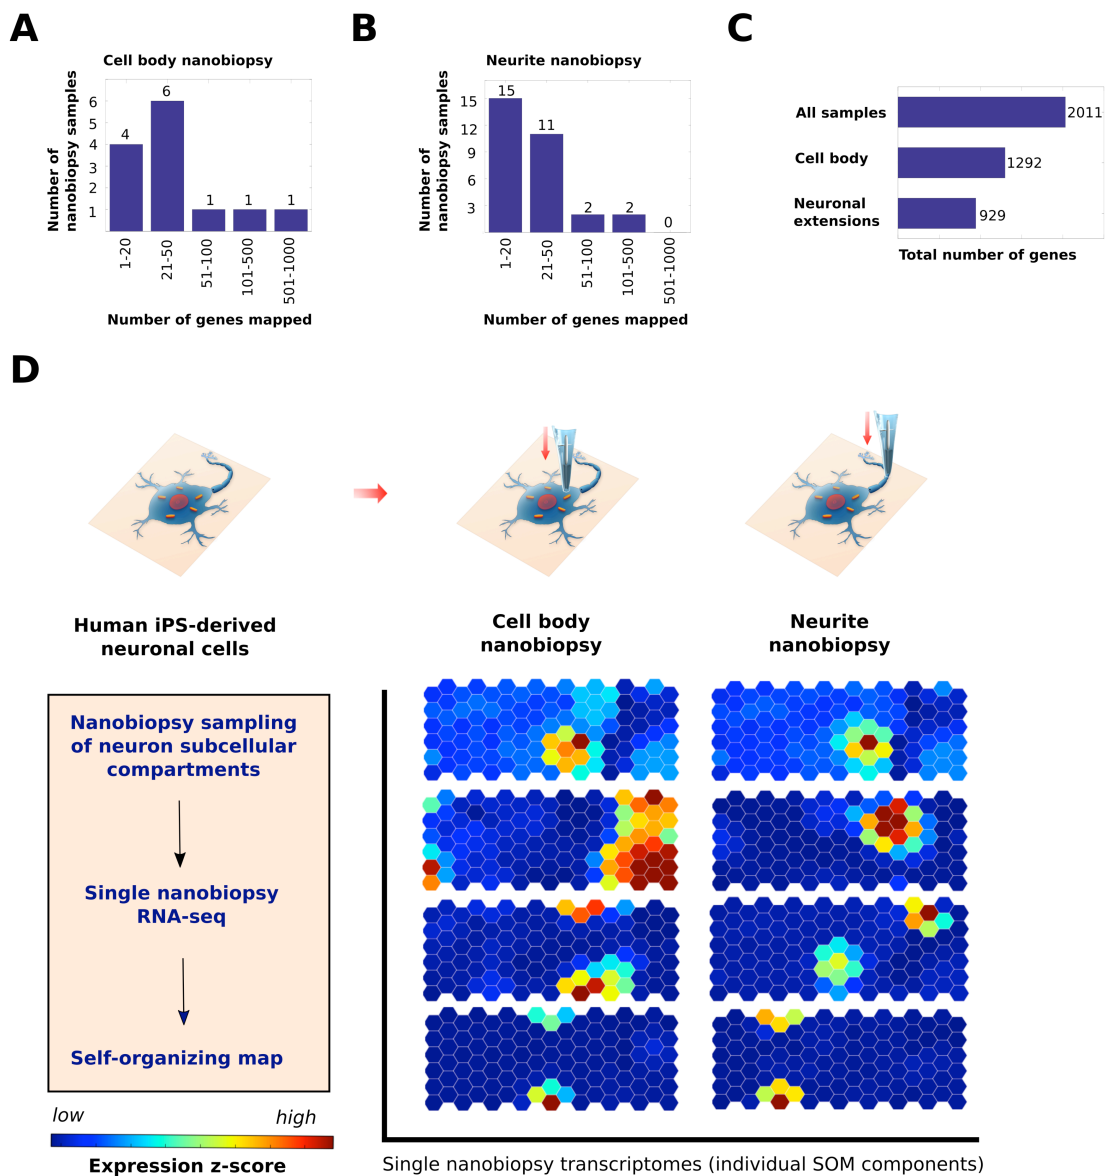 A
Cell body nanobiopsy
Number of
nanobiopsy samples
6
5
4
3
2
1
4
6
1
1
1
1-20
21-50
51-100
101-500
501-1000
Number of genes mapped
B
Neurite nanobiopsy
Number of
nanobiopsy samples
15
12
9
6
3
15
11
2
2
0
1-20
21-50
51-100
101-500
501-1000
Number of genes mapped
C
All samples
2011
Cell body
1292
Neuronal
extensions
929
Total number of genes
D
Human iPS-derived
neuronal cells
Cell body
nanobiopsy
Neurite
nanobiopsy
Nanobiopsy sampling
of neuron subcellular
compartments
Single nanobiopsy
RNA-seq
Self-organizing map
low
high
Expression z-score
Single nanobiopsy transcriptomes (individual SOM components)